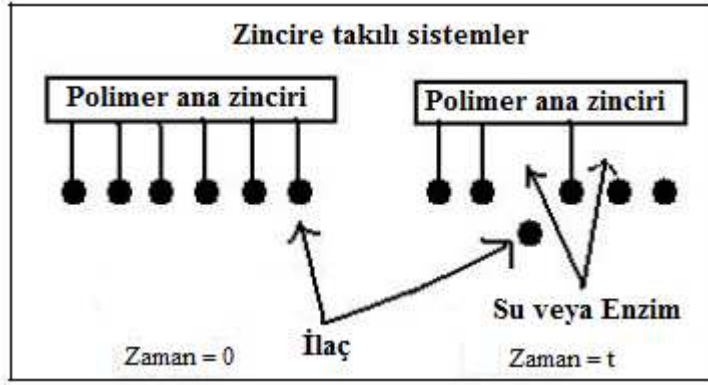 Zincire takılı sistemler
Polimer ana zinciri
Polimer ana zinciri
Su veya Enzim
İlaç
Zaman = 0
Zaman = t